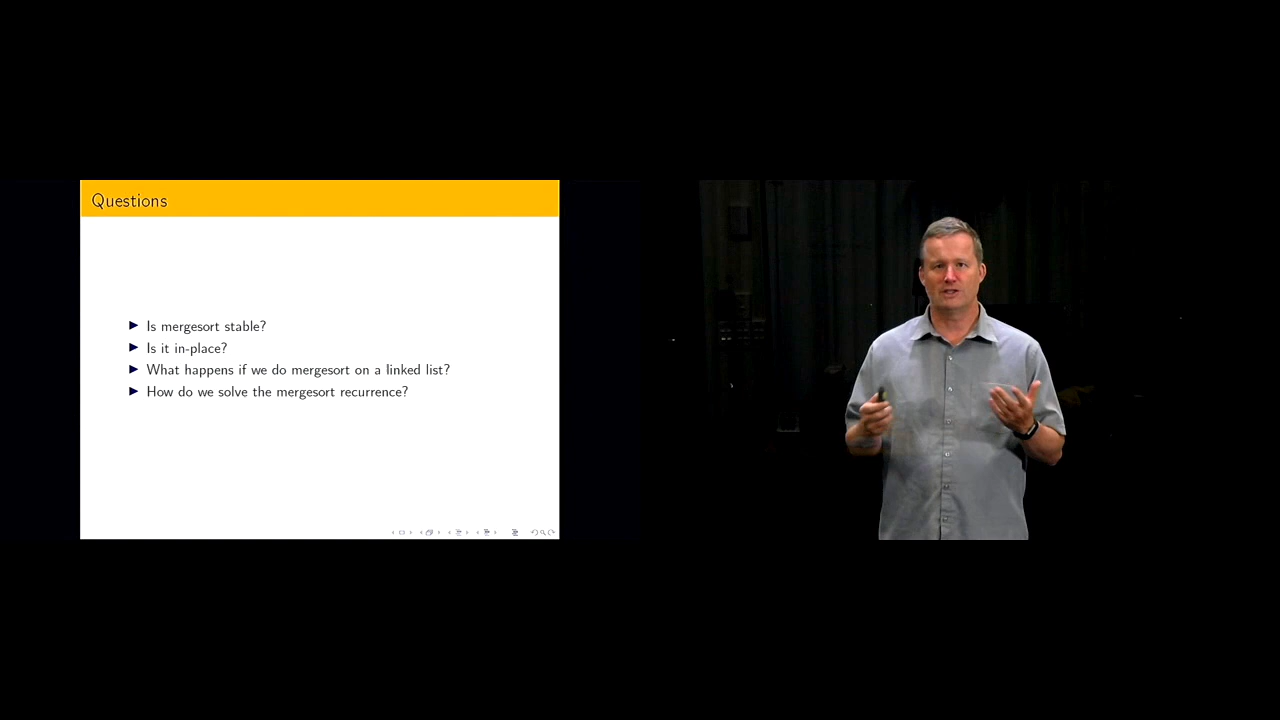 Questions
Is mergesort stable?
Is it in-place?
What happens if we do mergesort on a linked list?
How do we solve the mergesort recurrence?